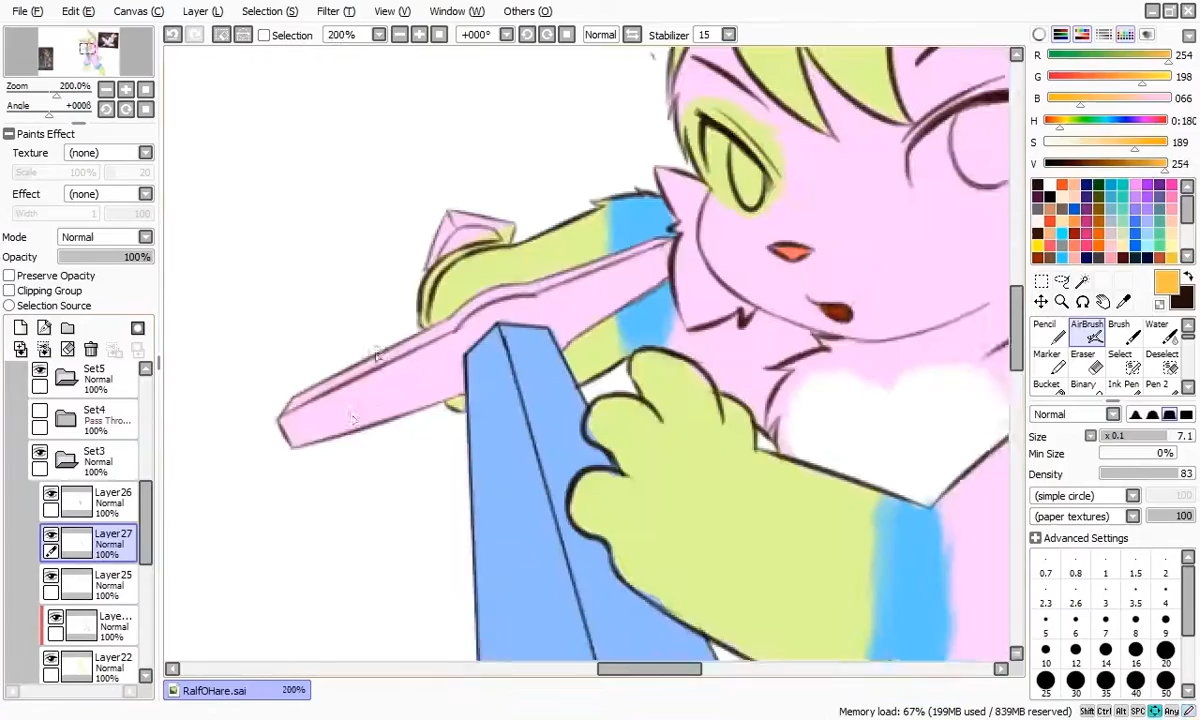 File (F) Edit (E) Canvas (C) Layer (L) Selection (S) Filter (T) View (V) Window (W) Others (O)
Selection 200% +000° Normal Stabilizer 15
Zoom 200.0%
Angle +000ß
Paints Effect
Texture (none)
Scale 100% 20
Effect (none)
Width 1 100
Mode Normal
Opacity 100%
Preserve Opacity
Clipping Group
Selection Source
Set5
Normal
100%
Set4
Pass Thro...
100%
Set3
Normal
100%
Layer26
Normal
100%
Layer27
Normal
100%
Layer25
Normal
100%
Laye...
Normal
100%
Layer22
Normal
100%
RalfOHare.sai 200%
R 254
G 198
B 066
H 0:180
S 189
V 254
Pencil AirBrush Brush Water
Marker Eraser Select Deselect
Bucket Binary Ink Pen Pen 2
Normal
Size x 0.1 7.1
Min Size 0%
Density 83
(simple circle) 100
(paper textures) 100
Advanced Settings
0.7 0.8 1 1.5 2
2.3 2.6 3 3.5 4
5 6 7 8 9
10 12 14 16 20
25 30 35 40 50
Memory load: 67% (199MB used / 839MB reserved) Shift Ctrl Alt SPC Any